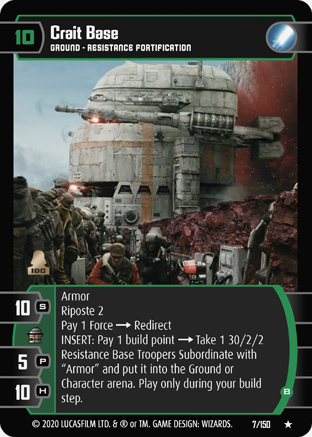 10
Crait Base
GROUND - RESISTANCE FORTIFICATION
IDC
10 S
5 P
10 H
Armor
Riposte 2
Pay 1 Force → Redirect
INSERT: Pay 1 build point → Take 1 30/2/2
Resistance Base Troopers Subordinate with
“Armor” and put it into the Ground or
Character arena. Play only during your build
step.
B
© 2020 LUCASFILM LTD. & ® or TM. GAME DESIGN: WIZARDS. 7/150 ★